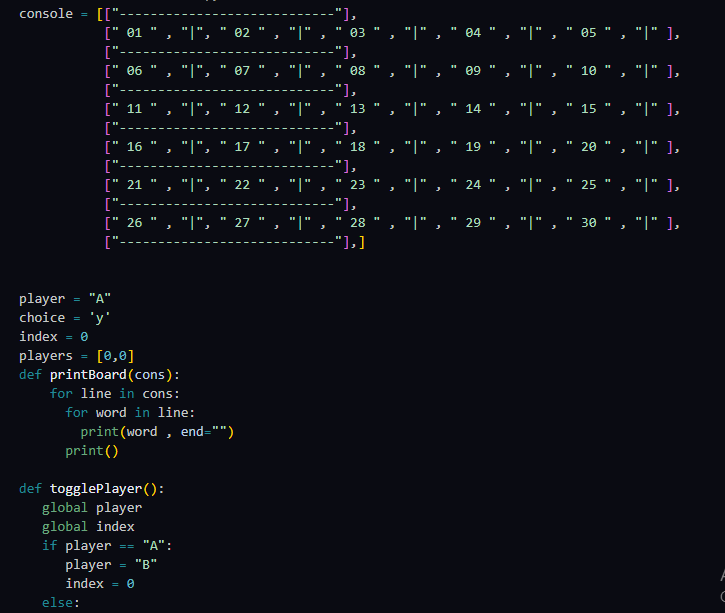 console = [["----------------------------"],
[" 01 " , "|", " 02 " , "|" , " 03 " , "|" , " 04 " , "|" , " 05 " , "|" ],
["----------------------------"],
[" 06 " , "|", " 07 " , "|" , " 08 " , "|" , " 09 " , "|" , " 10 " , "|" ],
["----------------------------"],
[" 11 " , "|", " 12 " , "|" , " 13 " , "|" , " 14 " , "|" , " 15 " , "|" ],
["----------------------------"],
[" 16 " , "|", " 17 " , "|" , " 18 " , "|" , " 19 " , "|" , " 20 " , "|" ],
["----------------------------"],
[" 21 " , "|", " 22 " , "|" , " 23 " , "|" , " 24 " , "|" , " 25 " , "|" ],
["----------------------------"],
[" 26 " , "|", " 27 " , "|" , " 28 " , "|" , " 29 " , "|" , " 30 " , "|" ],
["----------------------------"],]
player = "A"
choice = 'y'
index = 0
players = [0,0]
def printBoard(cons):
    for line in cons:
      for word in line:
        print(word , end="")
      print()
def togglePlayer():
   global player
   global index
   if player == "A":
      player = "B"
      index = 0
   else: